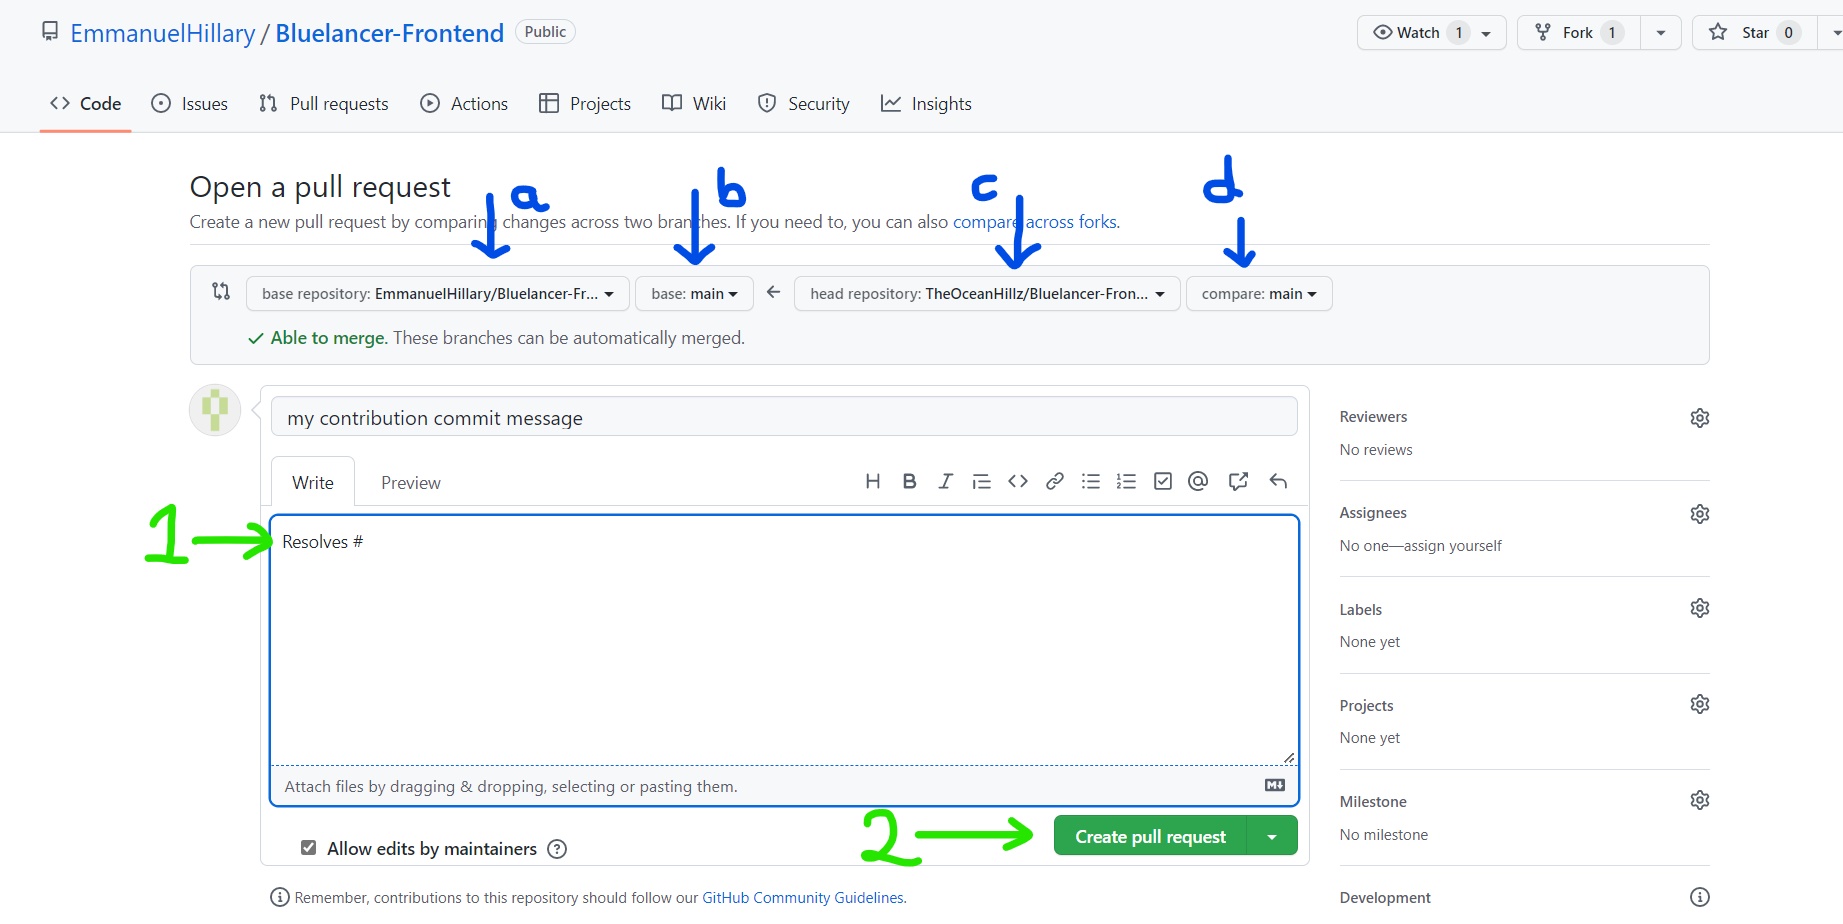 EmmanuelHillary / Bluelancer-Frontend Public Watch 1 Fork 1 Star 0
Code Issues Pull requests Actions Projects Wiki Security Insights
a b c d
Open a pull request
Create a new pull request by comparing changes across two branches. If you need to, you can also compare across forks.
base repository: EmmanuelHillary/Bluelancer-Fr... base: main head repository: TheOceanHillz/Bluelancer-Fron... compare: main
Able to merge. These branches can be automatically merged.
my contribution commit message
Write Preview
1
Resolves #
Attach files by dragging & dropping, selecting or pasting them.
Allow edits by maintainers
2
Create pull request
Remember, contributions to this repository should follow our GitHub Community Guidelines.
Reviewers
No reviews
Assignees
No one—assign yourself
Labels
None yet
Projects
None yet
Milestone
No milestone
Development